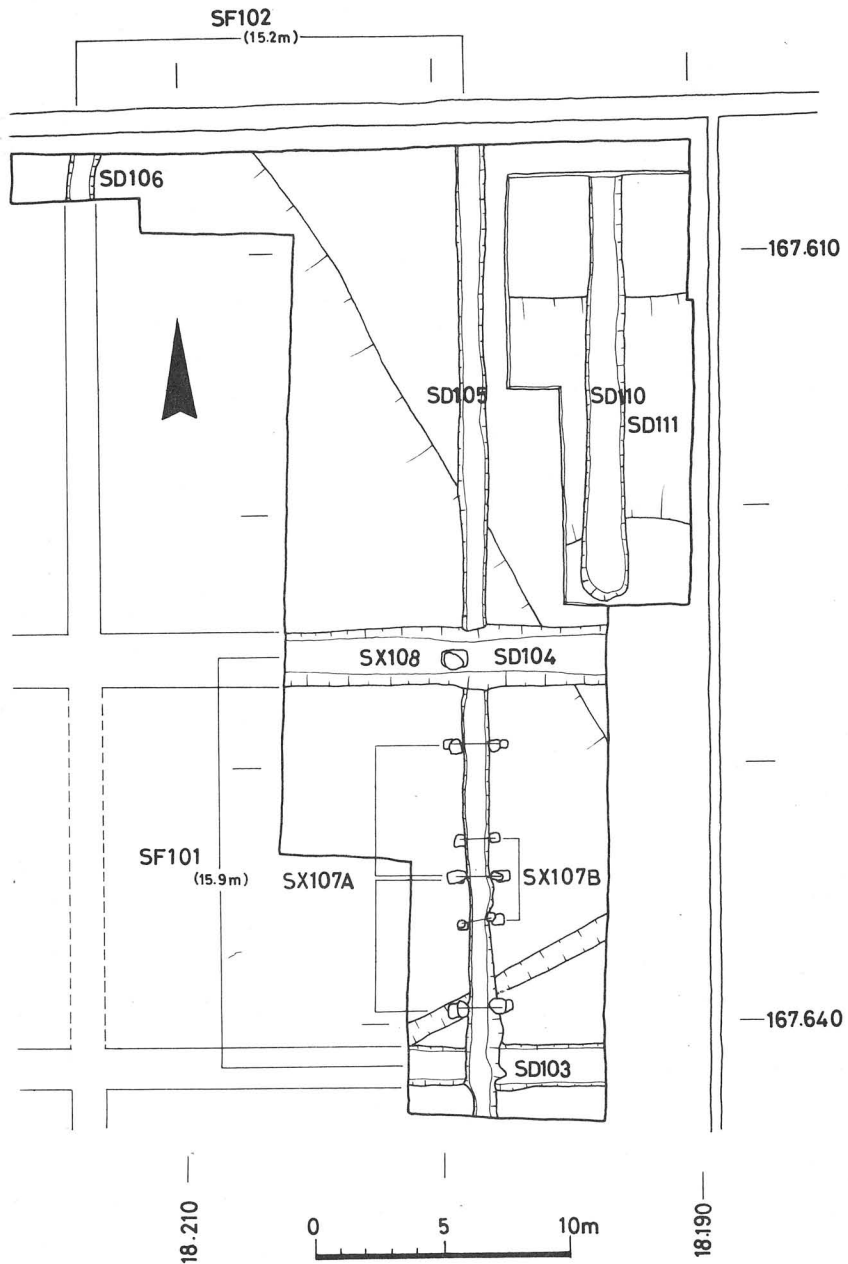 SF102
(15.2m)
SD106
167.610
SD105
SD110
SD111
SX108
SD104
SF101
(15.9m)
SX107A
SX107B
167.640
SD103
18.210
18.190
0 5 10m